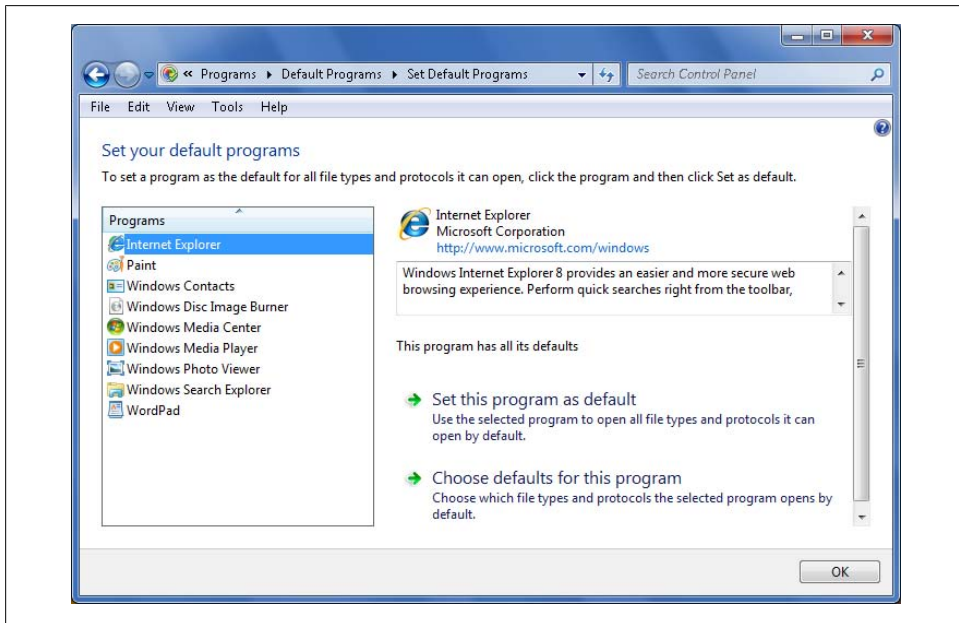 « Programs ▸ Default Programs ▸ Set Default Programs
Search Control Panel
File Edit View Tools Help
Set your default programs
To set a program as the default for all file types and protocols it can open, click the program and then click Set as default.
Programs
Internet Explorer
Paint
Windows Contacts
Windows Disc Image Burner
Windows Media Center
Windows Media Player
Windows Photo Viewer
Windows Search Explorer
WordPad
Internet Explorer
Microsoft Corporation
http://www.microsoft.com/windows
Windows Internet Explorer 8 provides an easier and more secure web
browsing experience. Perform quick searches right from the toolbar,
This program has all its defaults
Set this program as default
Use the selected program to open all file types and protocols it can
open by default.
Choose defaults for this program
Choose which file types and protocols the selected program opens by
default.
OK